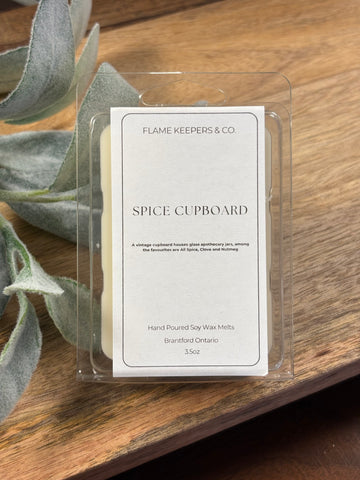 FLAME KEEPERS & CO.
SPICE CUPBOARD
A vintage cupboard houses glass apothecary jars, among
the favourites are All Spice, Clove and Nutmeg
Hand Poured Soy Wax Melts
Brantford Ontario
3.5oz